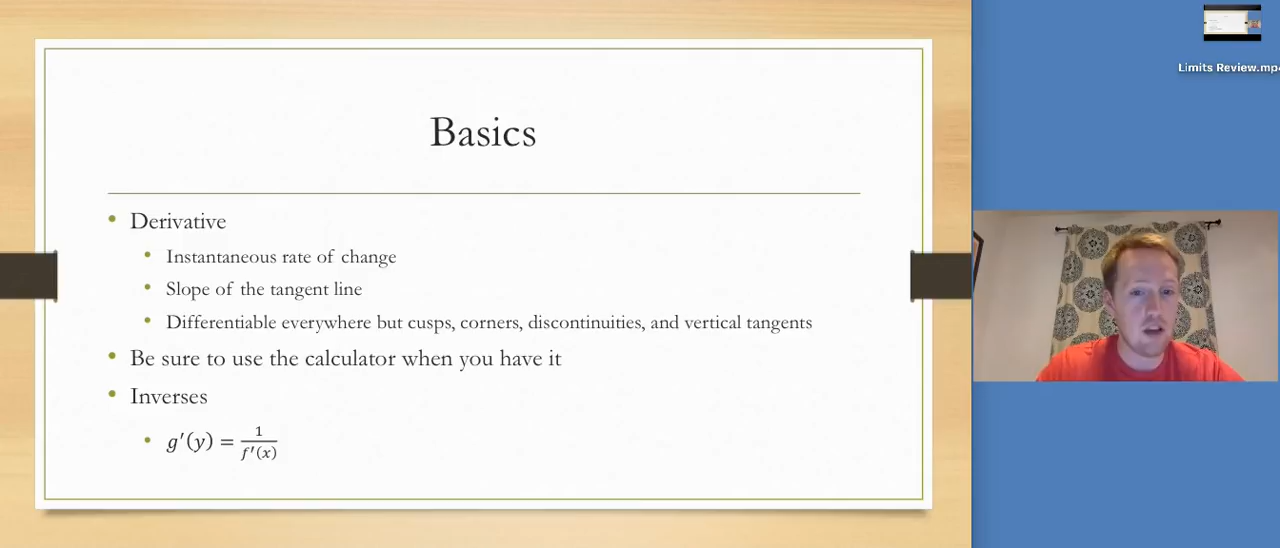 Basics
Derivative
Instantaneous rate of change
Slope of the tangent line
Differentiable everywhere but cusps, corners, discontinuities, and vertical tangents
Be sure to use the calculator when you have it
Inverses
g′(y) = 1/f′(x)
Limits Review.mp4